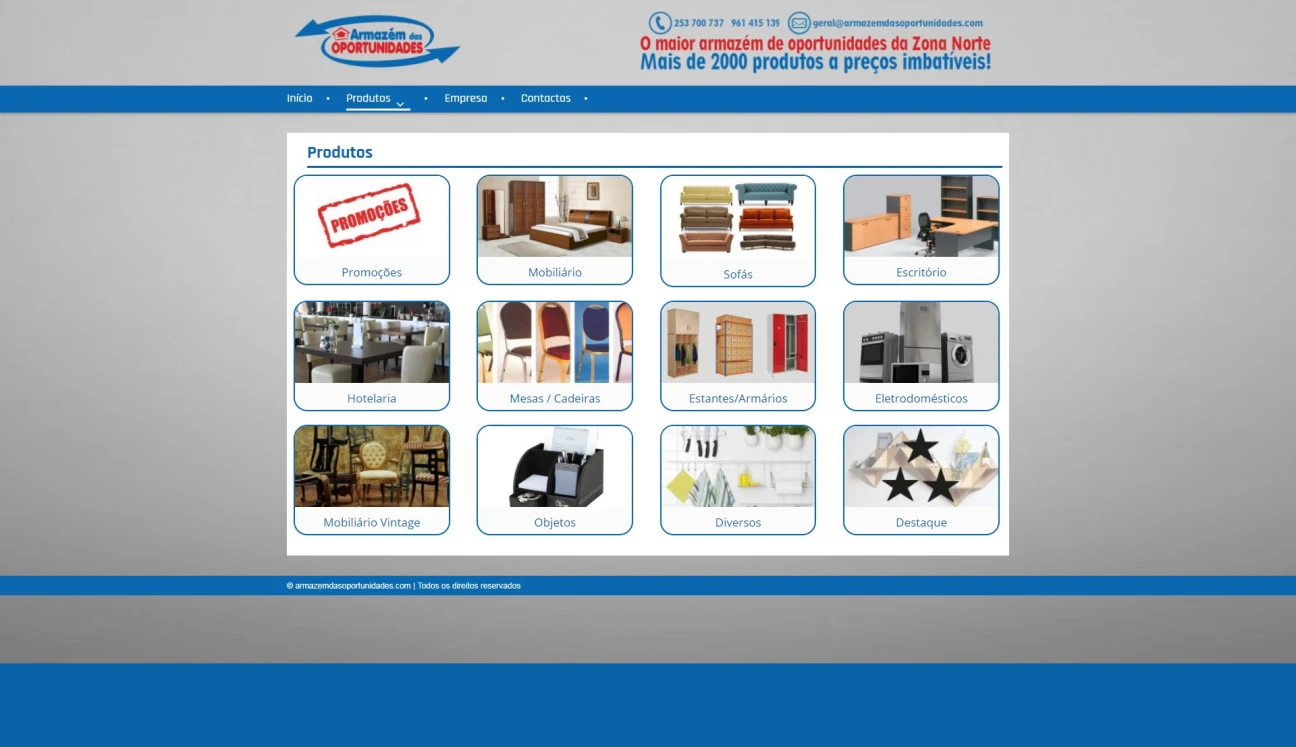 Armazém das
OPORTUNIDADES
253 700 737 961 415 139 geral@armazemdasoportunidades.com
O maior armazém de oportunidades da Zona Norte
Mais de 2000 produtos a preços imbatíveis!
Início • Produtos • Empresa • Contactos •
Produtos
PROMOÇÕES
Promoções Mobiliário Sofás Escritório
Hotelaria Mesas / Cadeiras Estantes/Armários Eletrodomésticos
Mobiliário Vintage Objetos Diversos Destaque
© armazemdasoportunidades.com | Todos os direitos reservados